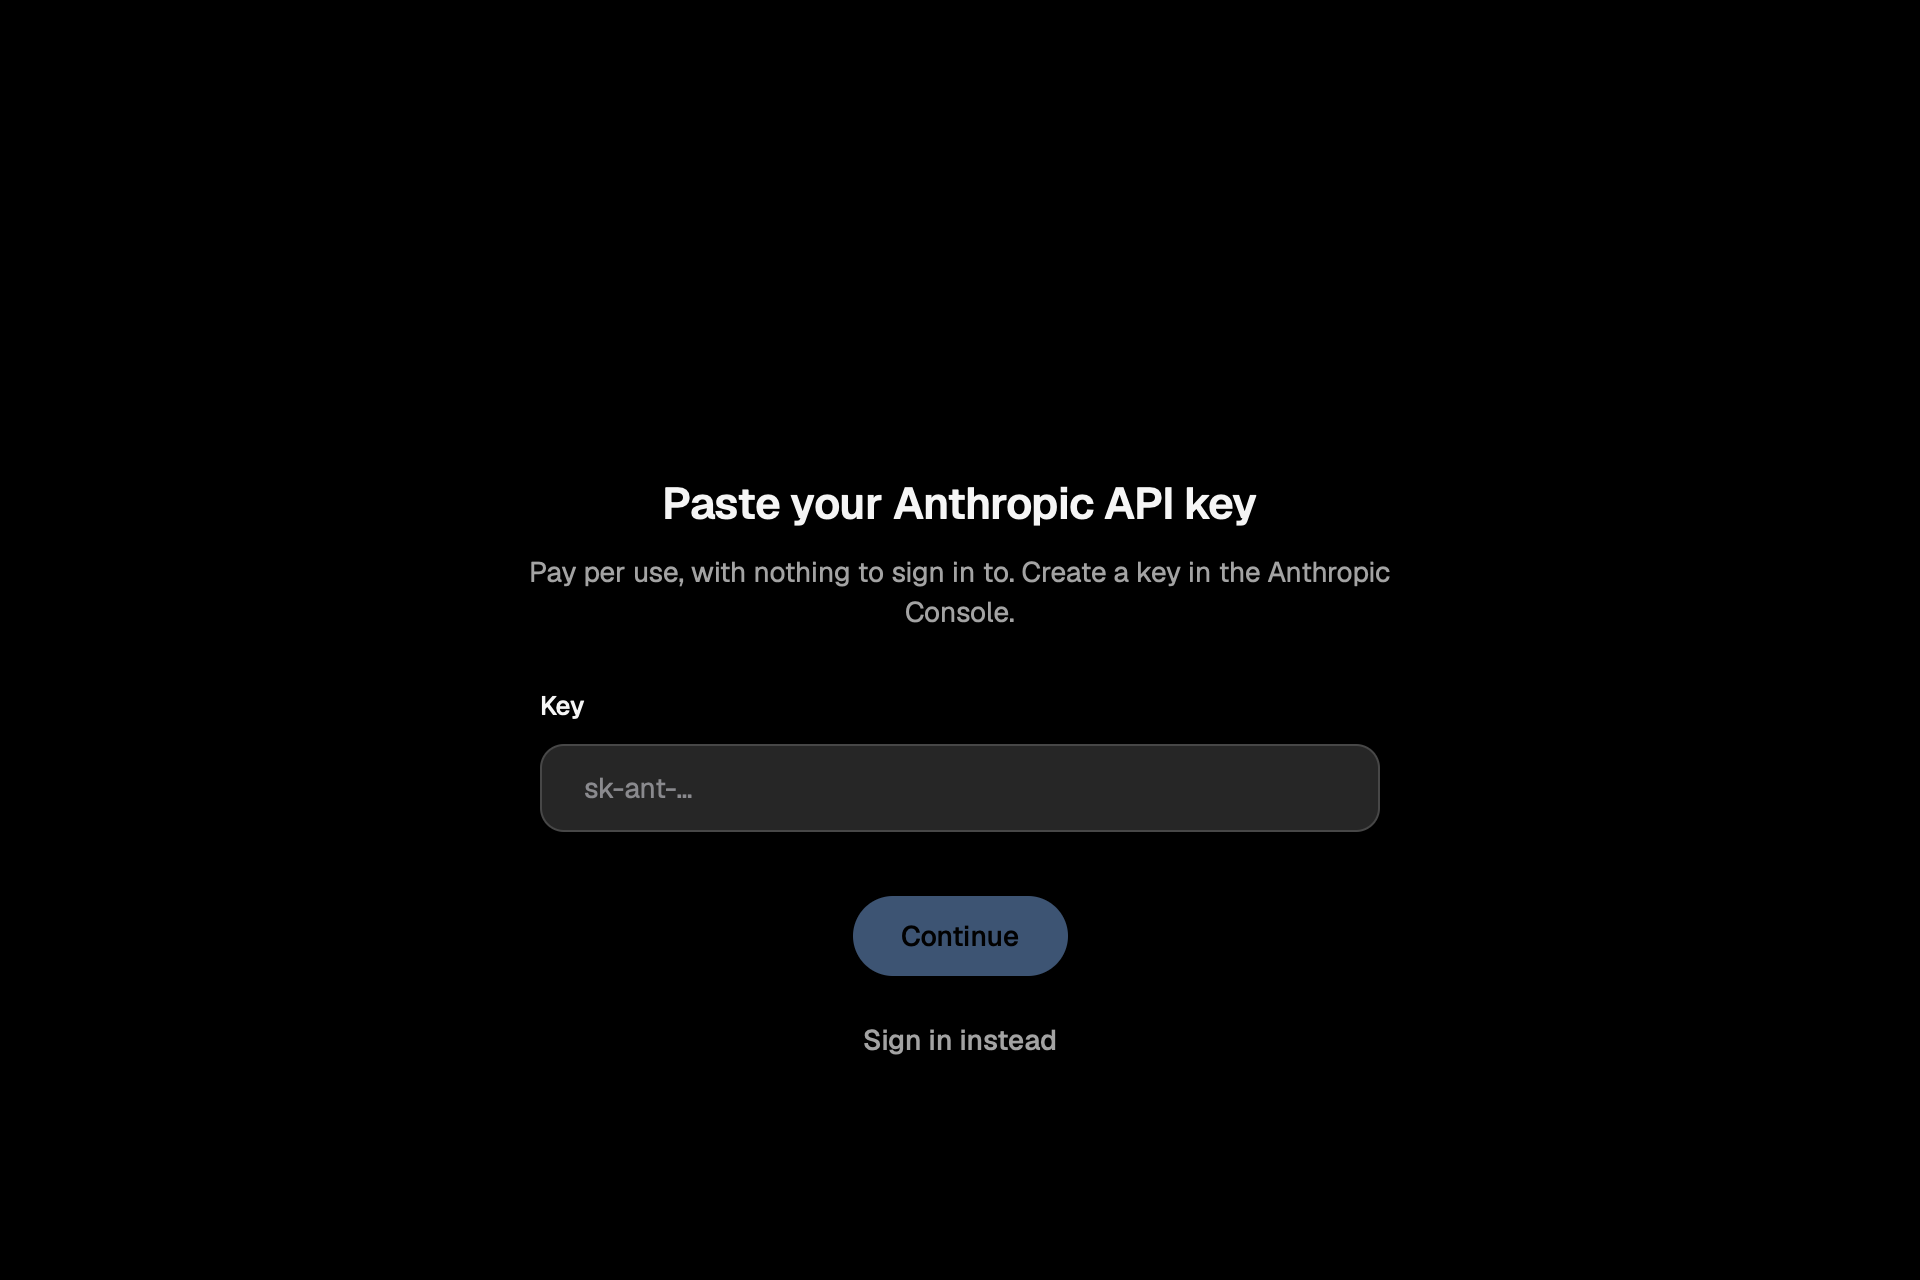 Paste your Anthropic API key
Pay per use, with nothing to sign in to. Create a key in the Anthropic
Console.
Key
sk-ant-...
Continue
Sign in instead